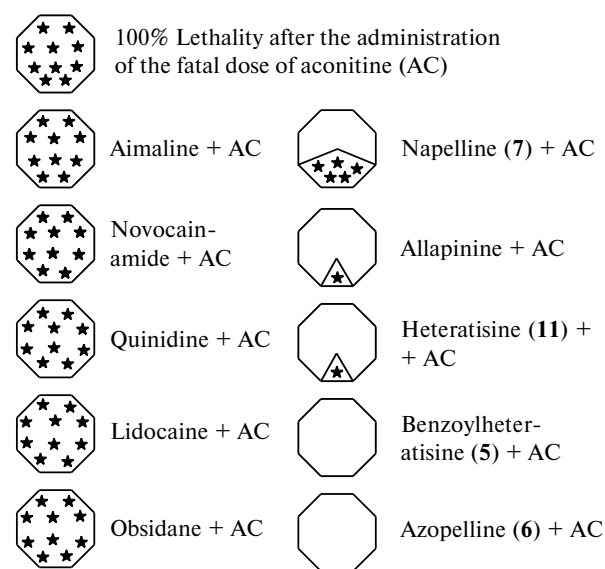 100% Lethality after the administration
of the fatal dose of aconitine (AC)
Aimaline + AC
Novocain-
amide + AC
Quinidine + AC
Lidocaine + AC
Obsidane + AC
Napelline (7) + AC
Allapinine + AC
Heteratisine (11) +
+ AC
Benzoylheter-
atisine (5) + AC
Azopelline (6) + AC